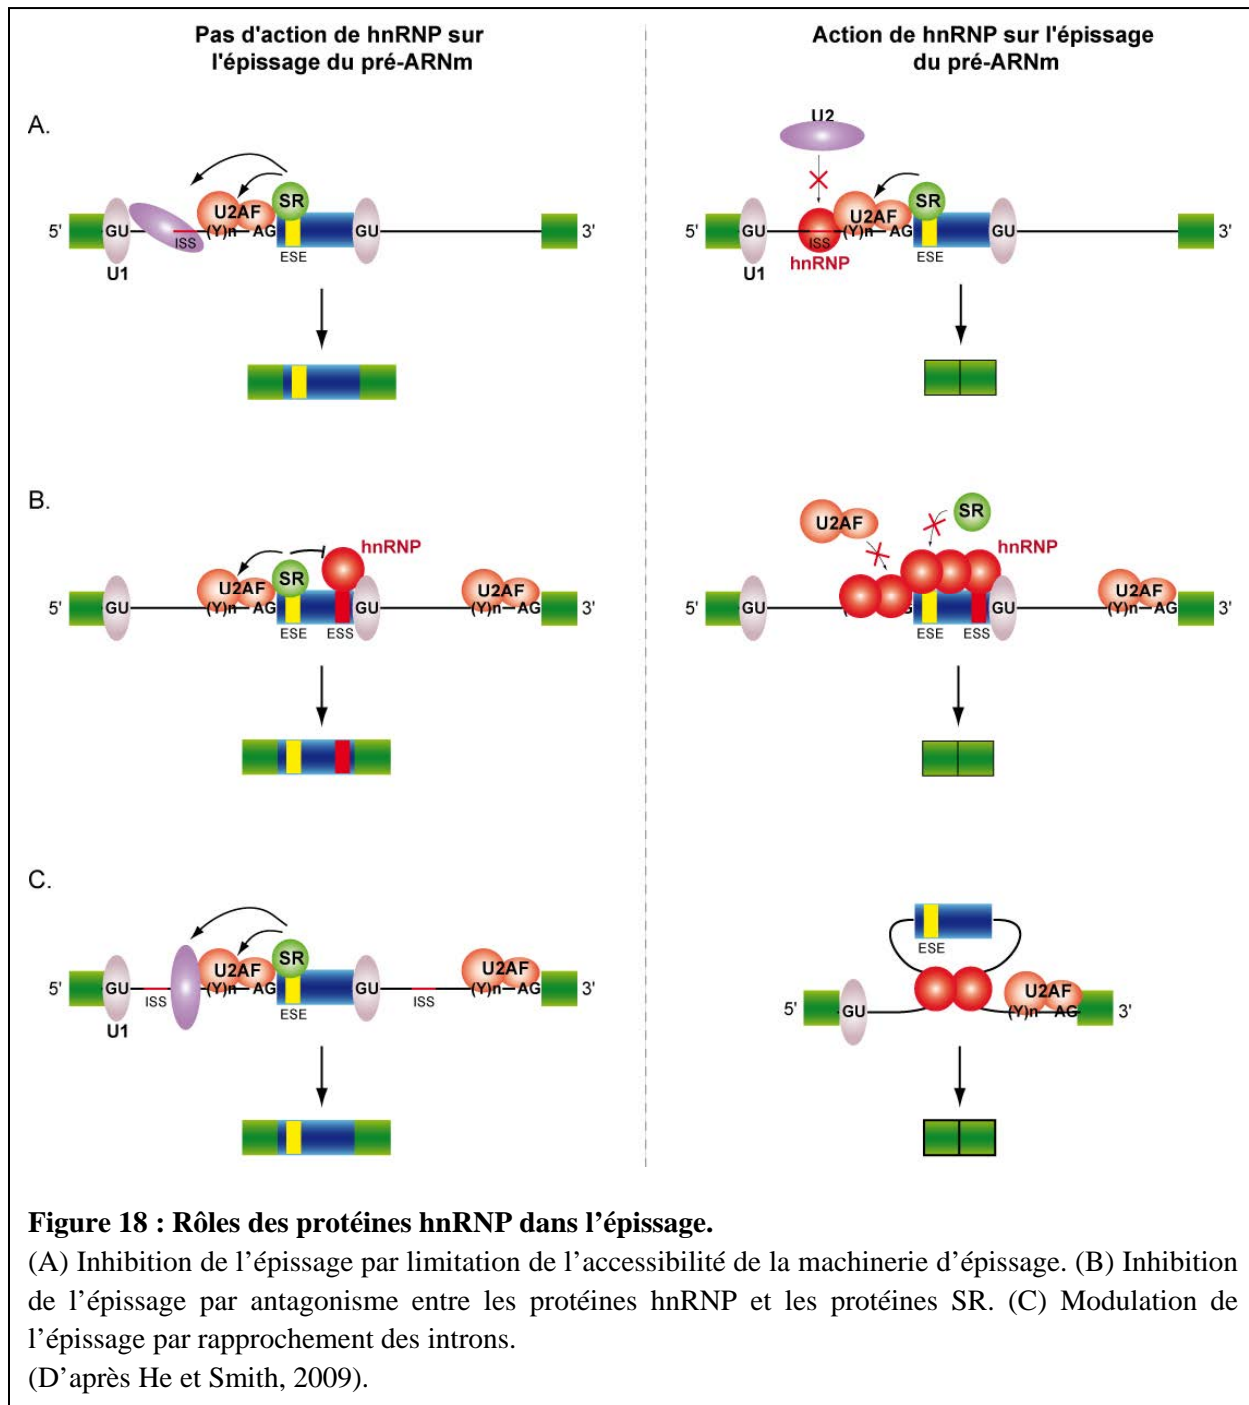 Pas d'action de hnRNP sur
l'épissage du pré-ARNm
Action de hnRNP sur l'épissage
du pré-ARNm
A.
5'
GU
U1
ISS
U2AF
(Y)n
AG
SR
ESE
GU
3'
U2
5'
GU
U1
ISS
hnRNP
U2AF
(Y)n
AG
SR
ESE
GU
3'
B.
5'
GU
U2AF
(Y)n
AG
SR
ESE
hnRNP
ESS
GU
U2AF
(Y)n
AG
3'
5'
GU
U2AF
SR
hnRNP
ESE
ESS
GU
U2AF
(Y)n
AG
3'
C.
5'
GU
U1
ISS
U2AF
(Y)n
AG
SR
ESE
GU
ISS
U2AF
(Y)n
AG
3'
ESE
5'
GU
U2AF
(Y)n
AG
3'
Figure 18 : Rôles des protéines hnRNP dans l’épissage.
(A) Inhibition de l’épissage par limitation de l’accessibilité de la machinerie d’épissage. (B) Inhibition
de l’épissage par antagonisme entre les protéines hnRNP et les protéines SR. (C) Modulation de
l’épissage par rapprochement des introns.
(D’après He et Smith, 2009).